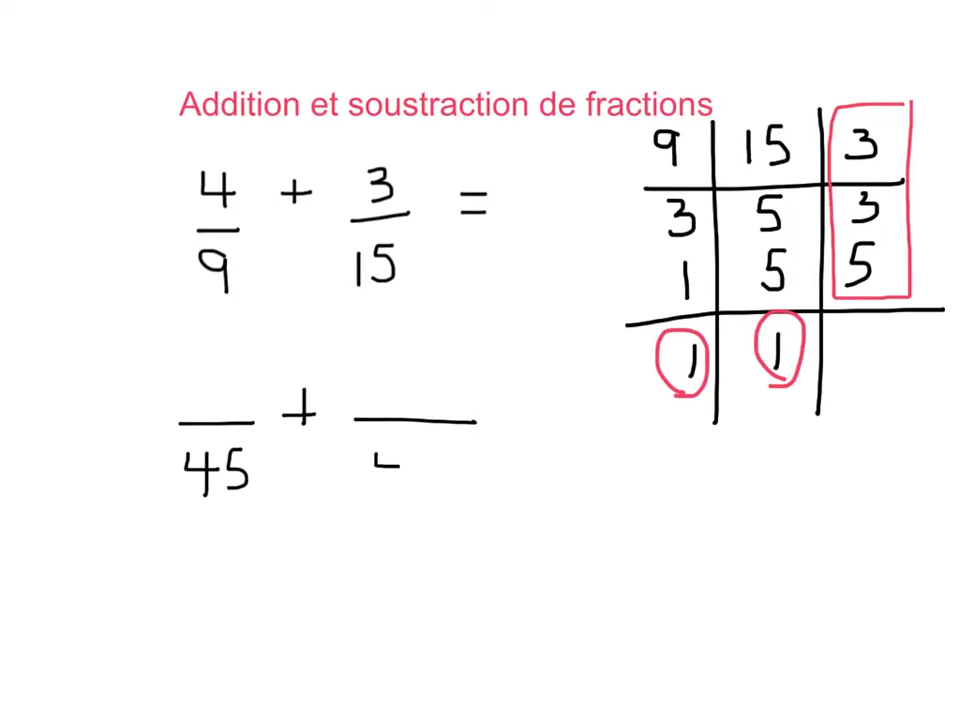 Addition et soustraction de fractions
4/9 + 3/15 =
9 | 15 | 3
3 | 5 | 3
1 | 5 | 5
1 | 1
/45 + /